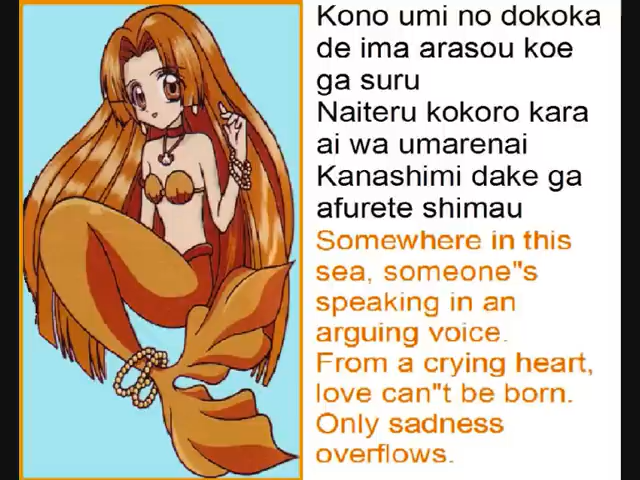 Kono umi no dokoka
de ima arasou koe
ga suru
Naiteru kokoro kara
ai wa umarenai
Kanashimi dake ga
afurete shimau
Somewhere in this
sea, someone"s
speaking in an
arguing voice.
From a crying heart,
love can"t be born.
Only sadness
overflows.